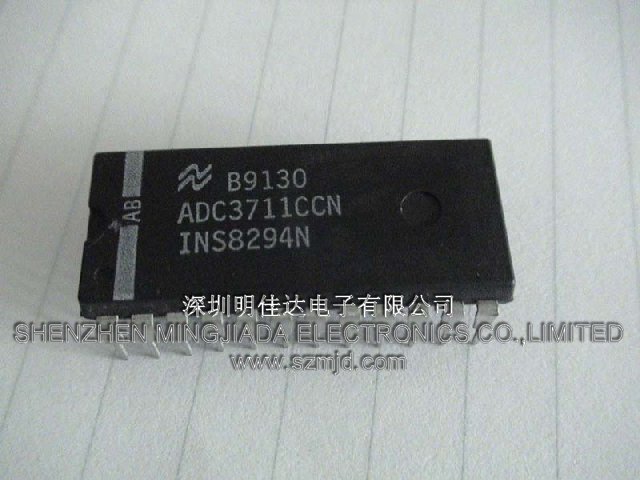 B9130
ADC3711CCN
INS8294N
AB
深圳明佳达电子有限公司
SHENZHEN MINGJIADA ELECTRONICS CO.,LIMITED
www.szmjd.com